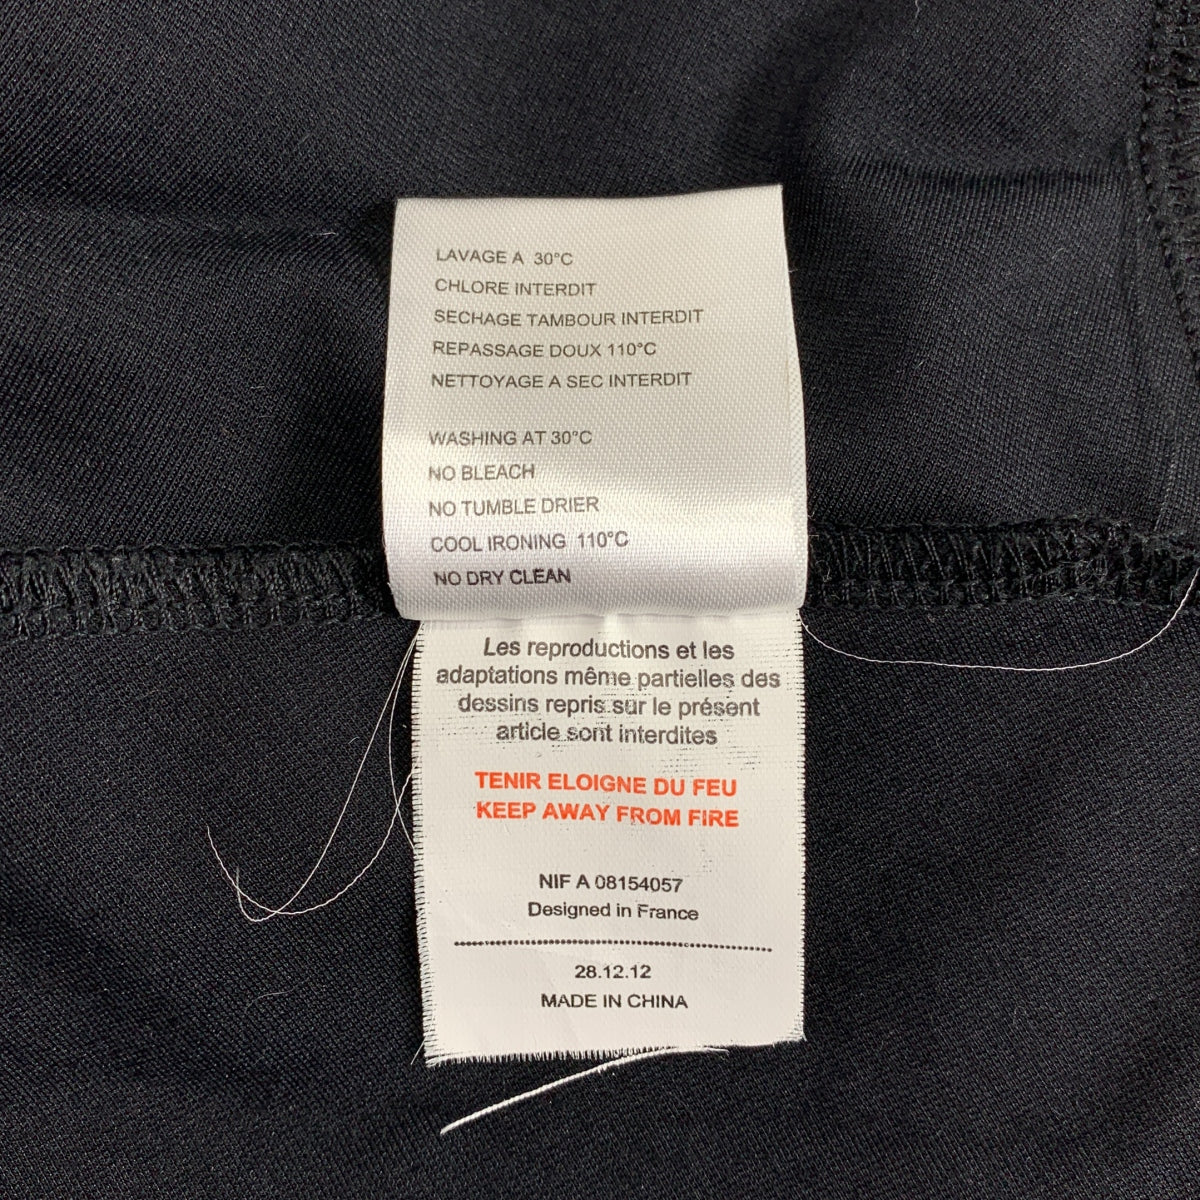 LAVAGE A 30°C
CHLORE INTERDIT
SECHAGE TAMBOUR INTERDIT
REPASSAGE DOUX 110°C
NETTOYAGE A SEC INTERDIT
WASHING AT 30°C
NO BLEACH
NO TUMBLE DRIER
COOL IRONING 110°C
NO DRY CLEAN
Les reproductions et les
adaptations même partielles des
dessins repris sur le présent
article sont interdites
TENIR ELOIGNE DU FEU
KEEP AWAY FROM FIRE
NIF A 08154057
Designed in France
28.12.12
MADE IN CHINA